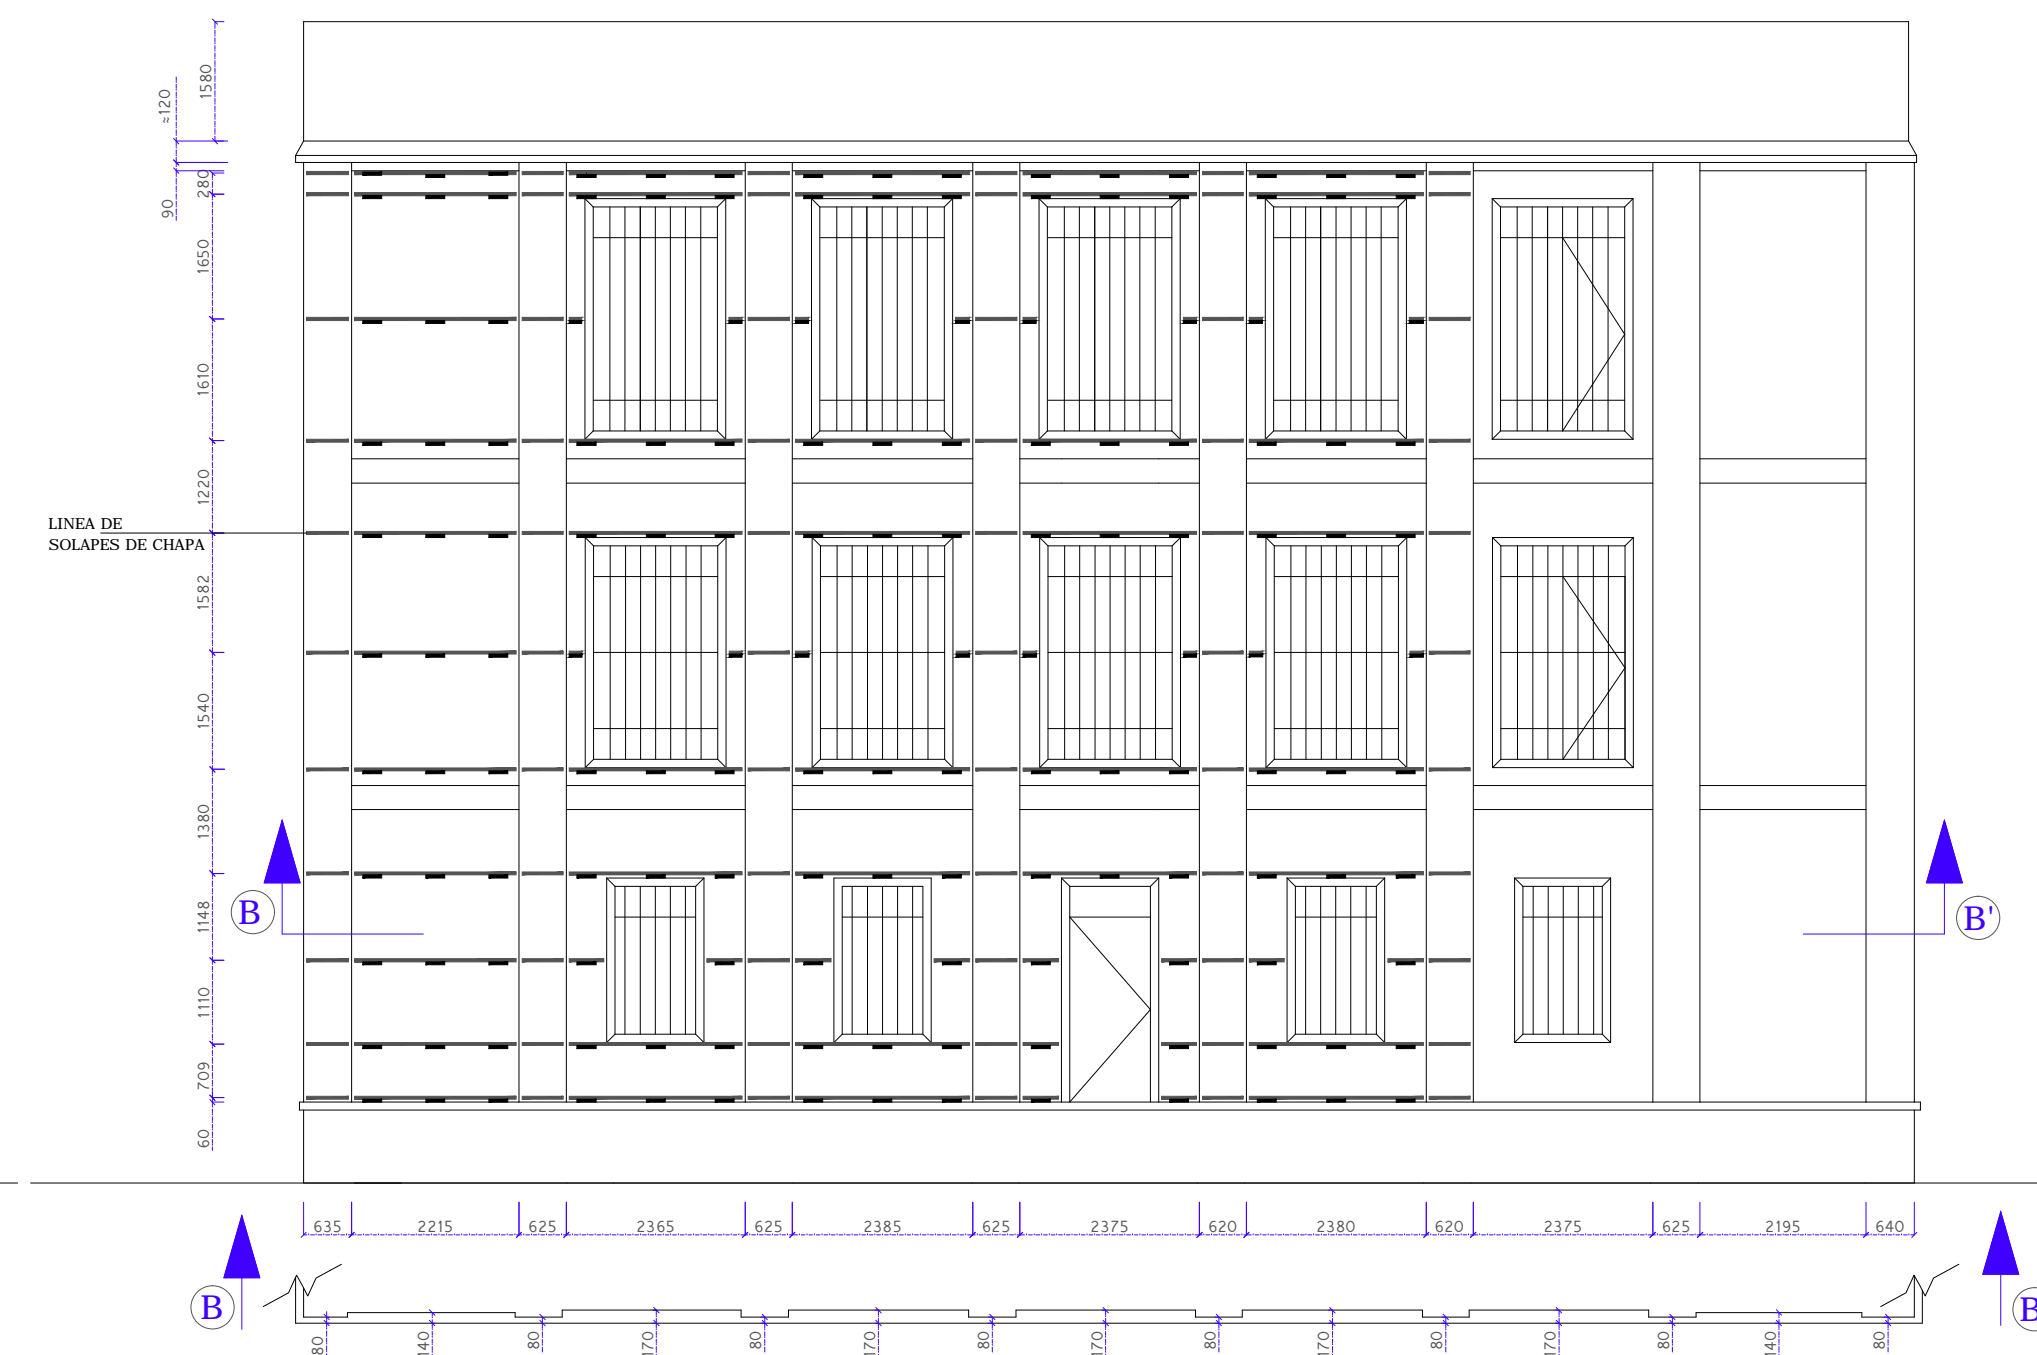 1580
≈120
280
90
1650
1610
1220
LINEA DE
SOLAPES DE CHAPA
1582
1540
1380
B
B'
1148
1110
709
60
635 2215 625 2365 625 2385 625 2375 620 2380 620 2375 625 2195 640
B
80 140 80 170 80 170 80 170 80 170 80 170 80 140 80